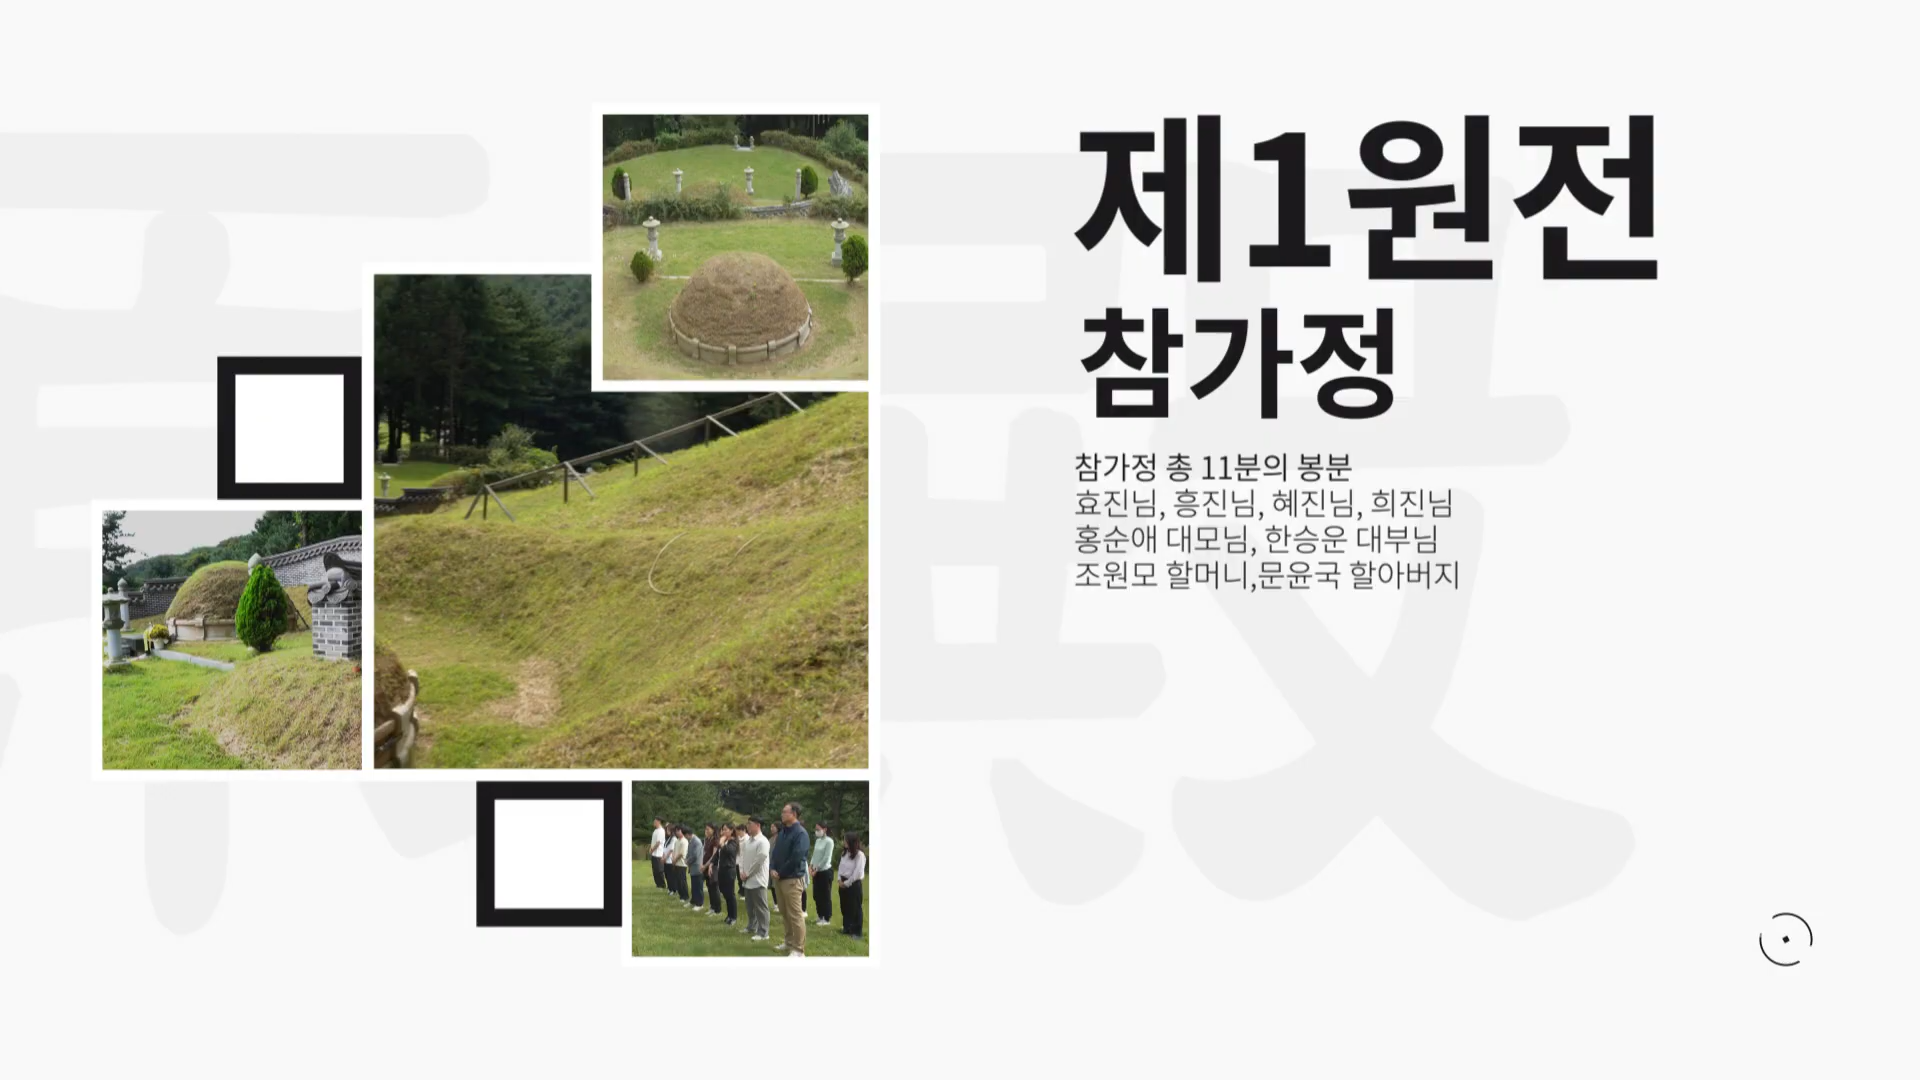 제1원전
참가정
참가정 총 11분의 봉분
효진님, 흥진님, 혜진님, 희진님
홍순애 대모님, 한승운 대부님
조원모 할머니,문윤국 할아버지